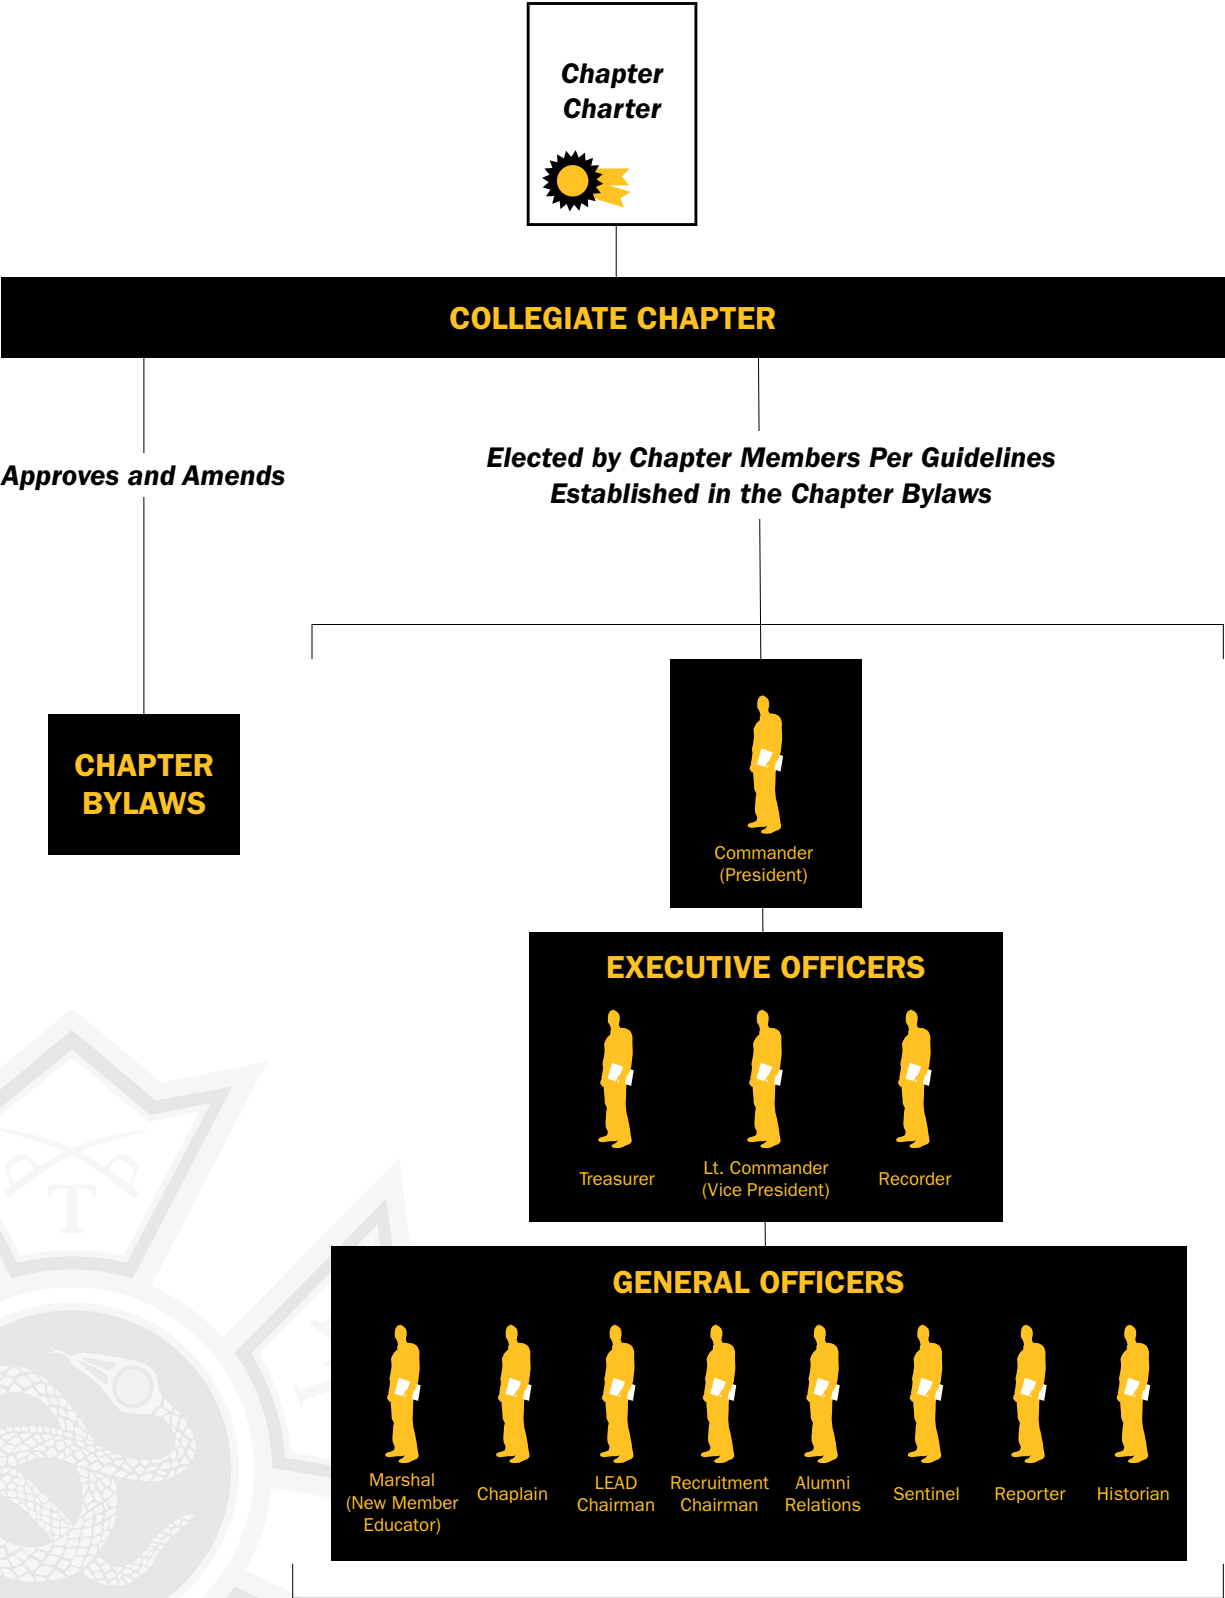 Chapter
Charter
COLLEGIATE CHAPTER
Approves and Amends
Elected by Chapter Members Per Guidelines
Established in the Chapter Bylaws
CHAPTER
BYLAWS
Commander
(President)
EXECUTIVE OFFICERS
Treasurer
Lt. Commander
(Vice President)
Recorder
T
GENERAL OFFICERS
Marshal
(New Member
Educator)
Chaplain
LEAD
Chairman
Recruitment
Chairman
Alumni
Relations
Sentinel
Reporter
Historian